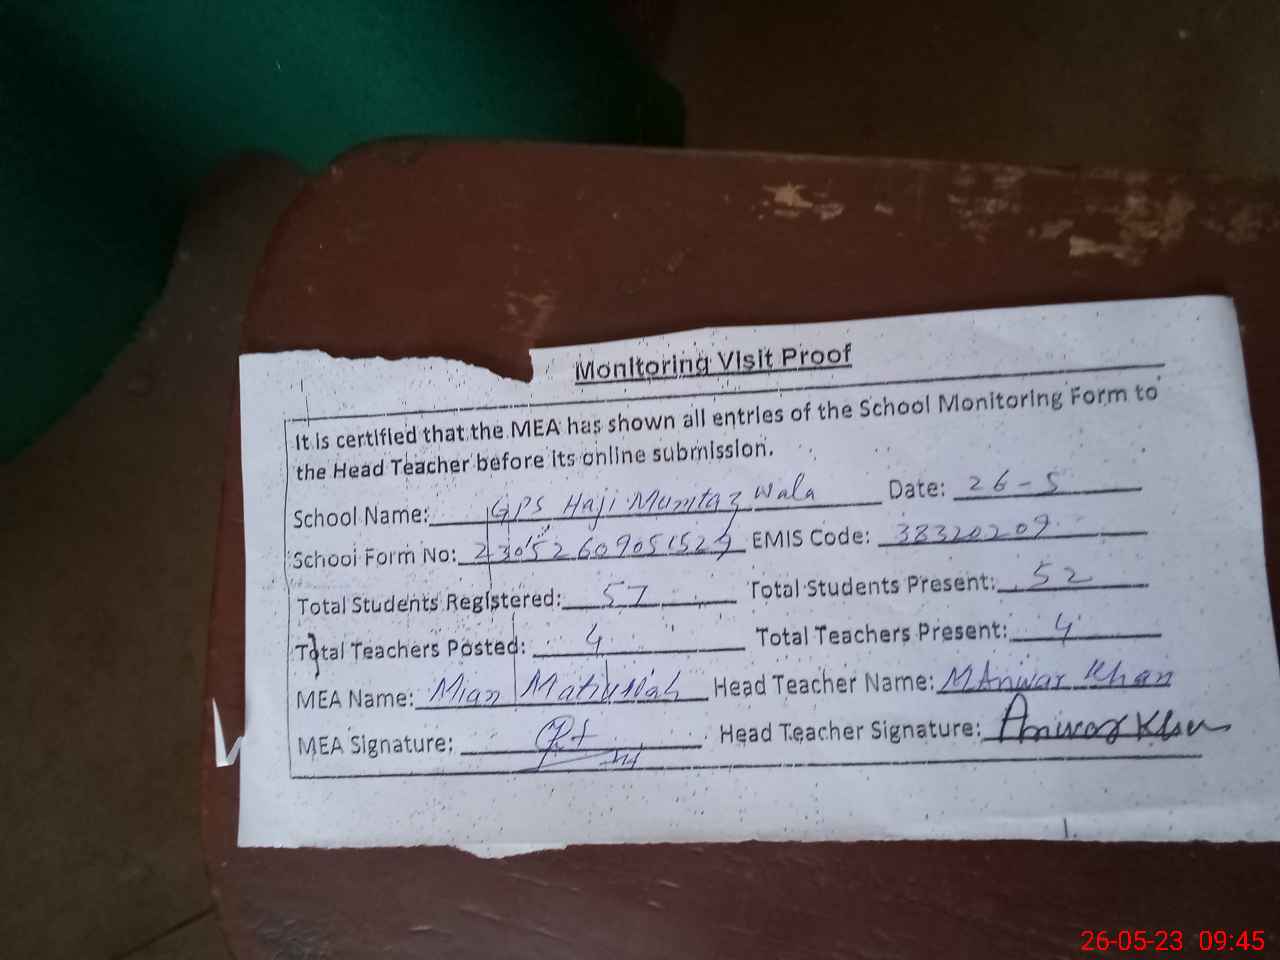 Monitoring Visit Proof
It is certified that the MEA has shown all entries of the School Monitoring Form to
the Head Teacher before its online submission.
School Name: GPS Haji Mumtaz Wala Date: 26-5
School Form No: EMIS Code: 38320209
Total Students Registered: 57 Total Students Present: 52
Total Teachers Posted: 4 Total Teachers Present: 4
MEA Name: Mian Matiullah Head Teacher Name: M Anwar Khan
MEA Signature: Head Teacher Signature: Anwar Khan
26-05-23 09:45